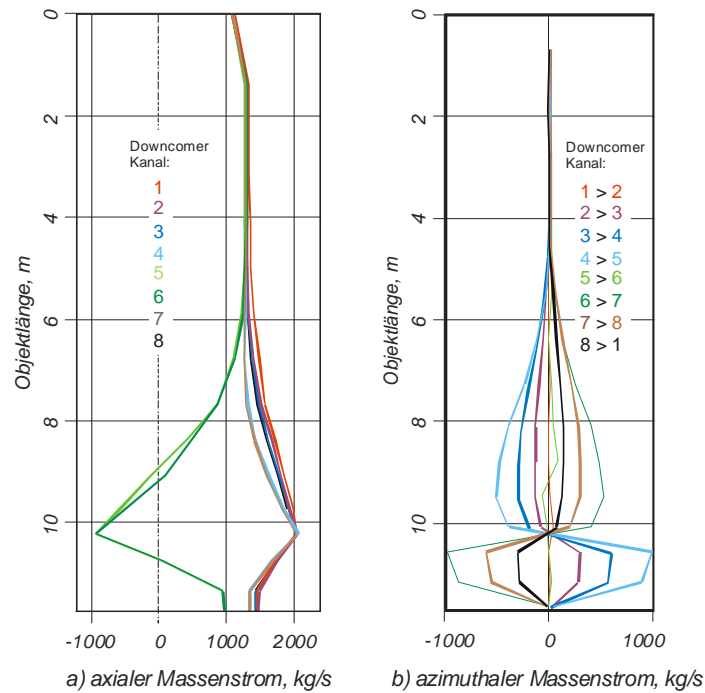 0
2
4
6
8
10
Objektlänge, m
Downcomer
Kanal:
1
2
3
4
5
6
7
8
-1000
0
1000
2000
a) axialer Massenstrom, kg/s
0
2
4
6
8
10
Objektlänge, m
Downcomer
Kanal:
1 > 2
2 > 3
3 > 4
4 > 5
5 > 6
6 > 7
7 > 8
8 > 1
-1000
0
1000
b) azimuthaler Massenstrom, kg/s